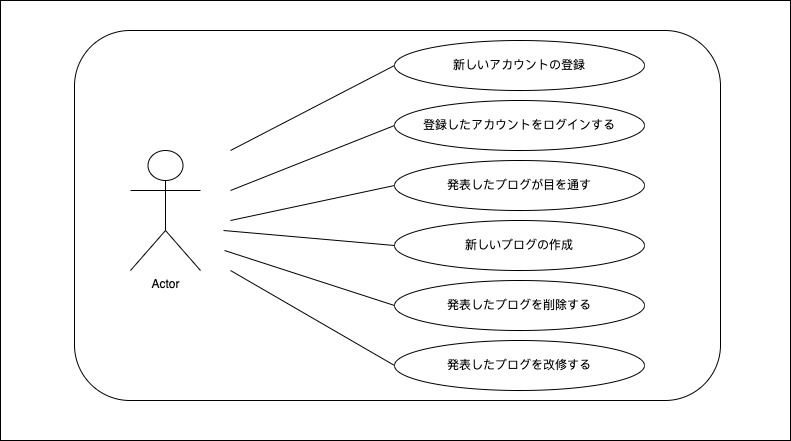 新しいアカウントの登録
登録したアカウントをログインする
発表したブログが目を通す
新しいブログの作成
Actor
発表したブログを削除する
発表したブログを改修する